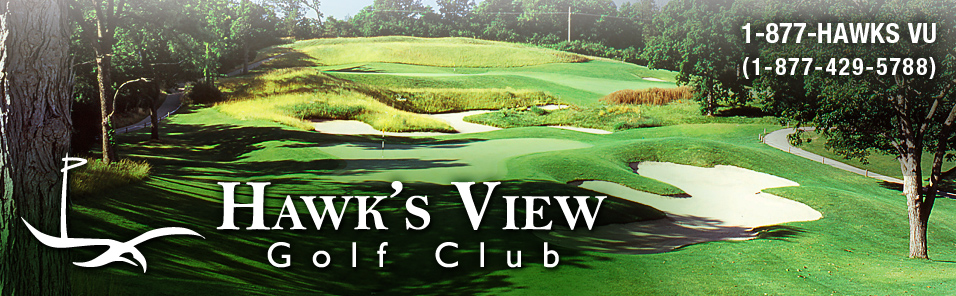 1-877-HAWKS VU
(1-877-429-5788)
HAWK'S VIEW
Golf Club